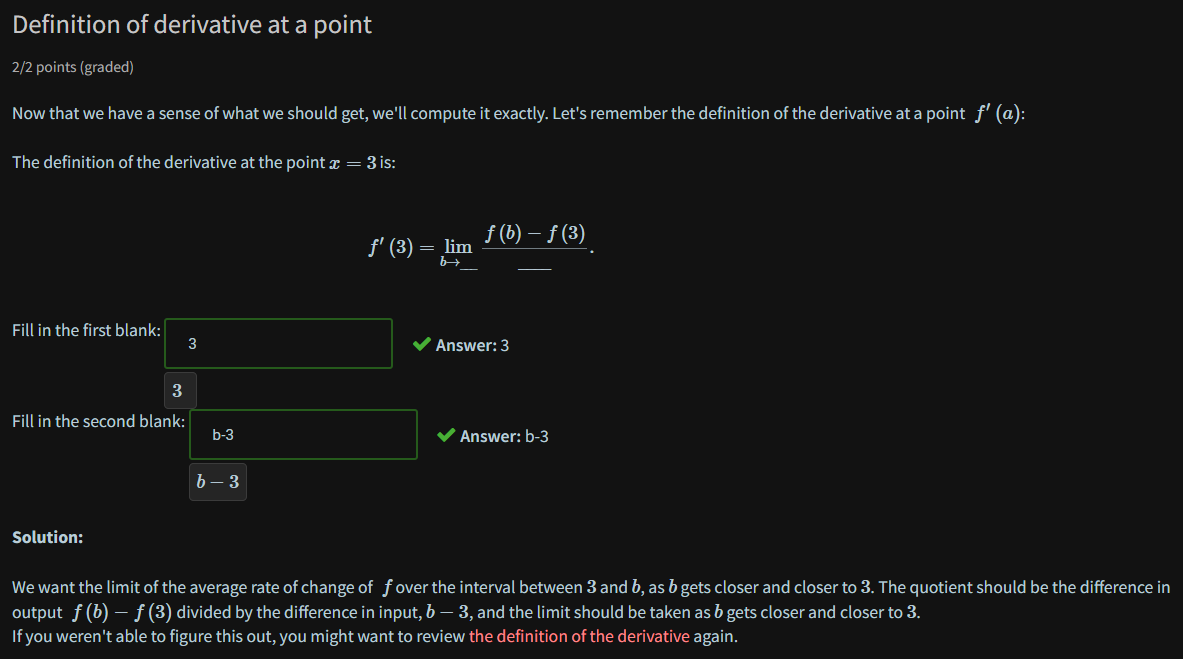 Definition of derivative at a point
2/2 points (graded)
Now that we have a sense of what we should get, we'll compute it exactly. Let's remember the definition of the derivative at a point f′ (a):
The definition of the derivative at the point x = 3 is:
f′ (3) = lim b→__ f (b) − f (3) / ____.
Fill in the first blank: 3 ✔ Answer: 3
3
Fill in the second blank: b-3 ✔ Answer: b-3
b − 3
Solution:
We want the limit of the average rate of change of f over the interval between 3 and b, as b gets closer and closer to 3. The quotient should be the difference in
output f (b) − f (3) divided by the difference in input, b − 3, and the limit should be taken as b gets closer and closer to 3.
If you weren't able to figure this out, you might want to review the definition of the derivative again.